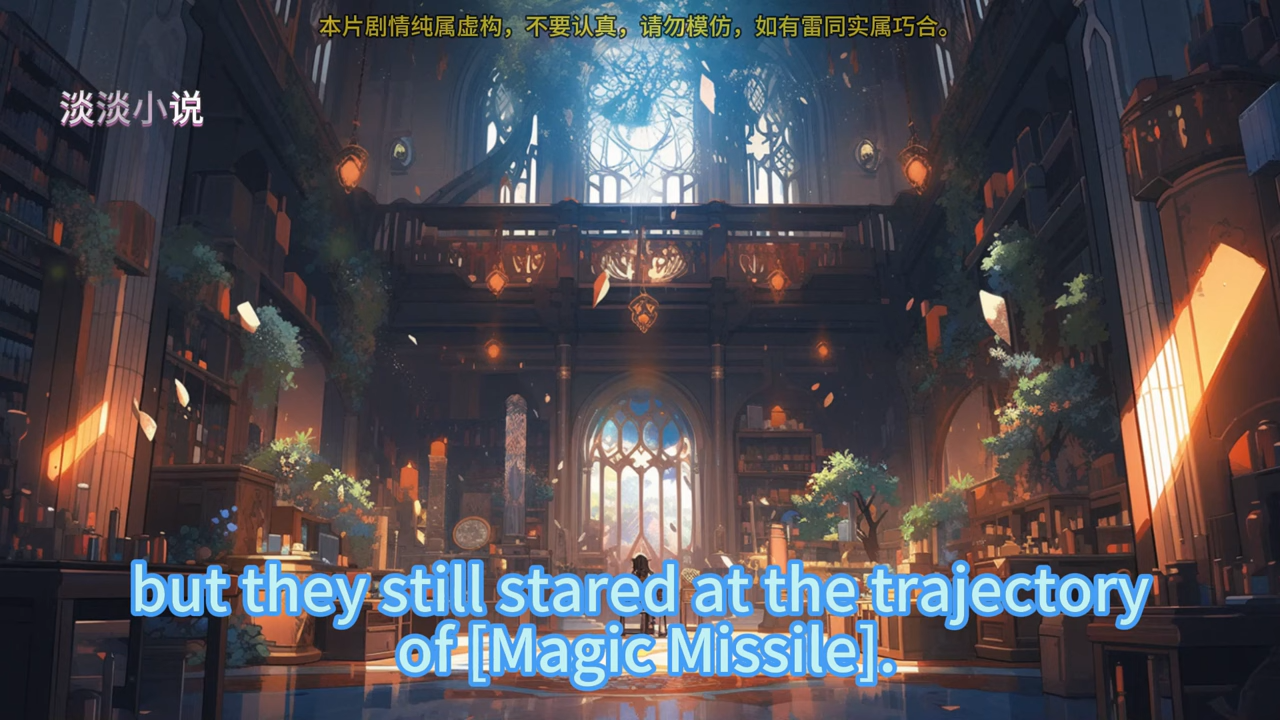 本片剧情纯属虚构，不要认真，请勿模仿，如有雷同实属巧合。
淡淡小说
but they still stared at the trajectory
of [Magic Missile].